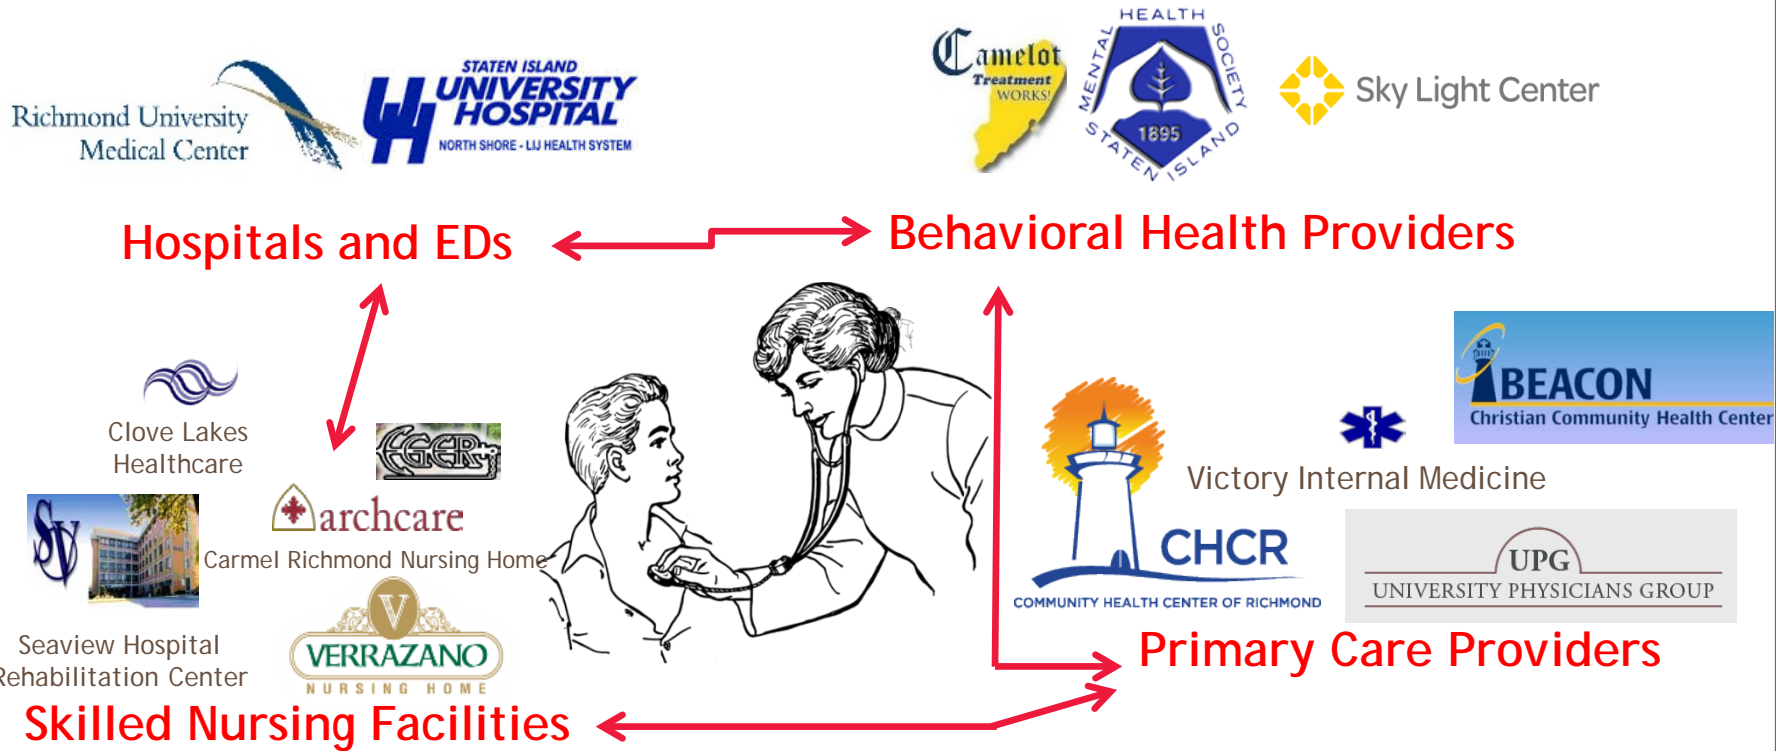 Richmond University
Medical Center
STATEN ISLAND
UNIVERSITY
HOSPITAL
NORTH SHORE - LIJ HEALTH SYSTEM
Camelot
Treatment
WORKS!
MENTAL HEALTH SOCIETY
1895
STATEN ISLAND
Sky Light Center
Hospitals and EDs
Behavioral Health Providers
Clove Lakes
Healthcare
EGER
archcare
Carmel Richmond Nursing Home
SV
Seaview Hospital
Rehabilitation Center
V
VERRAZANO
NURSING HOME
Skilled Nursing Facilities
BEACON
Christian Community Health Center
Victory Internal Medicine
CHCR
COMMUNITY HEALTH CENTER OF RICHMOND
UPG
UNIVERSITY PHYSICIANS GROUP
Primary Care Providers